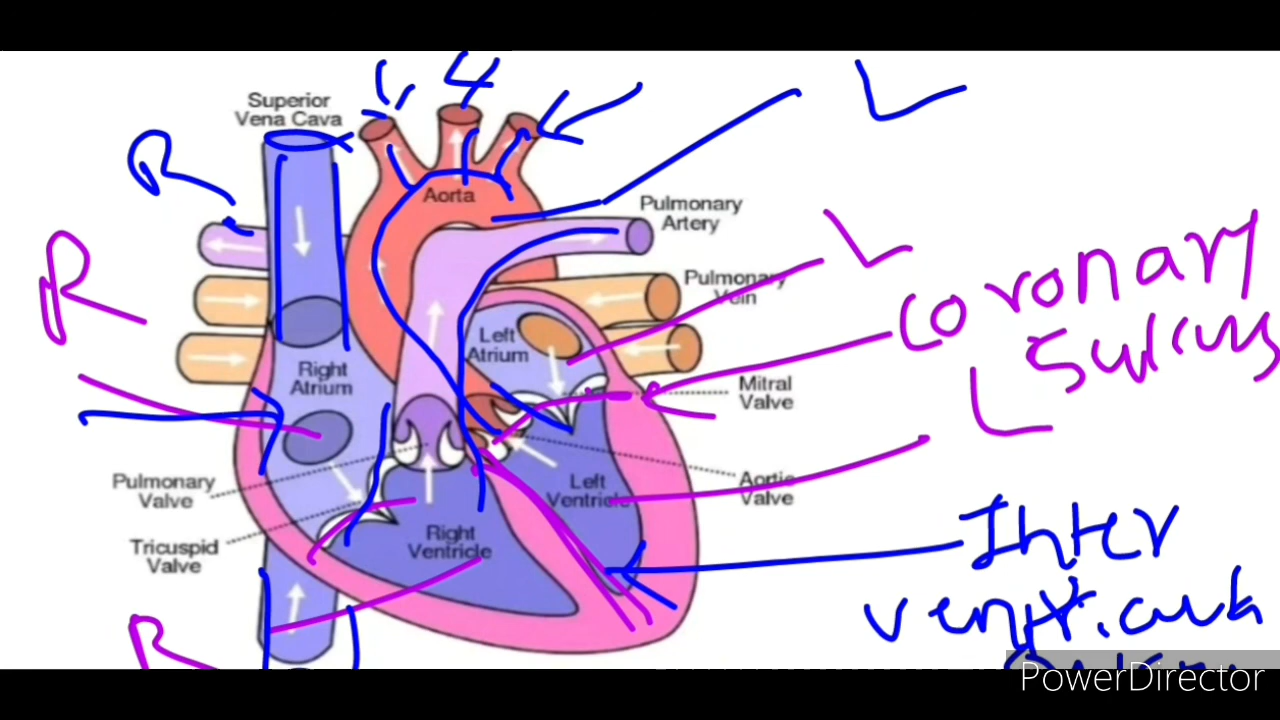 Superior
Vena Cava
R
L
4
Aorta
Pulmonary
Artery
R
L
Pulmonary
Vein
Coronary
Sulcus
Left
Atrium
Right
Atrium
Mitral
Valve
L
Pulmonary
Valve
Left
Ventricle
Aortic
Valve
Tricuspid
Valve
Right
Ventricle
Inter
R
PowerDirector